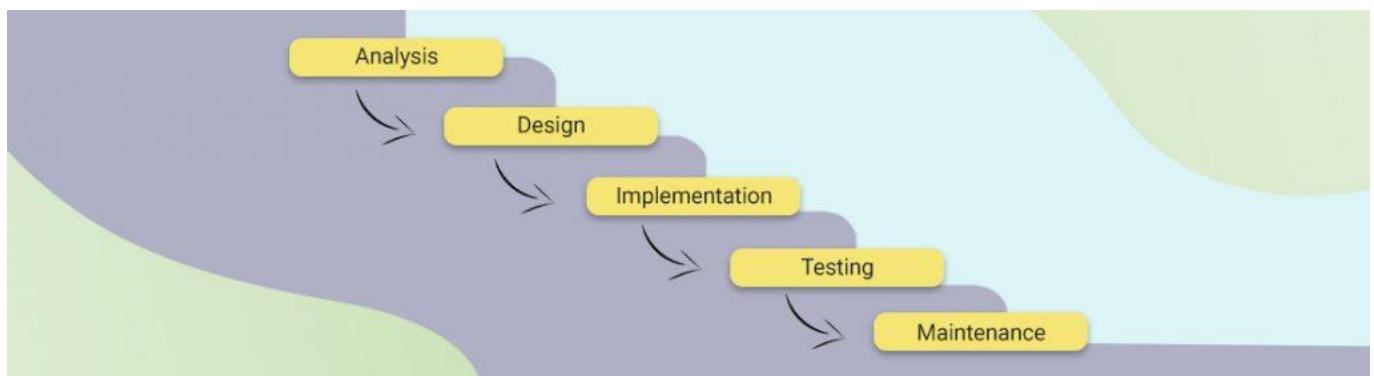 Analysis
Design
Implementation
Testing
Maintenance